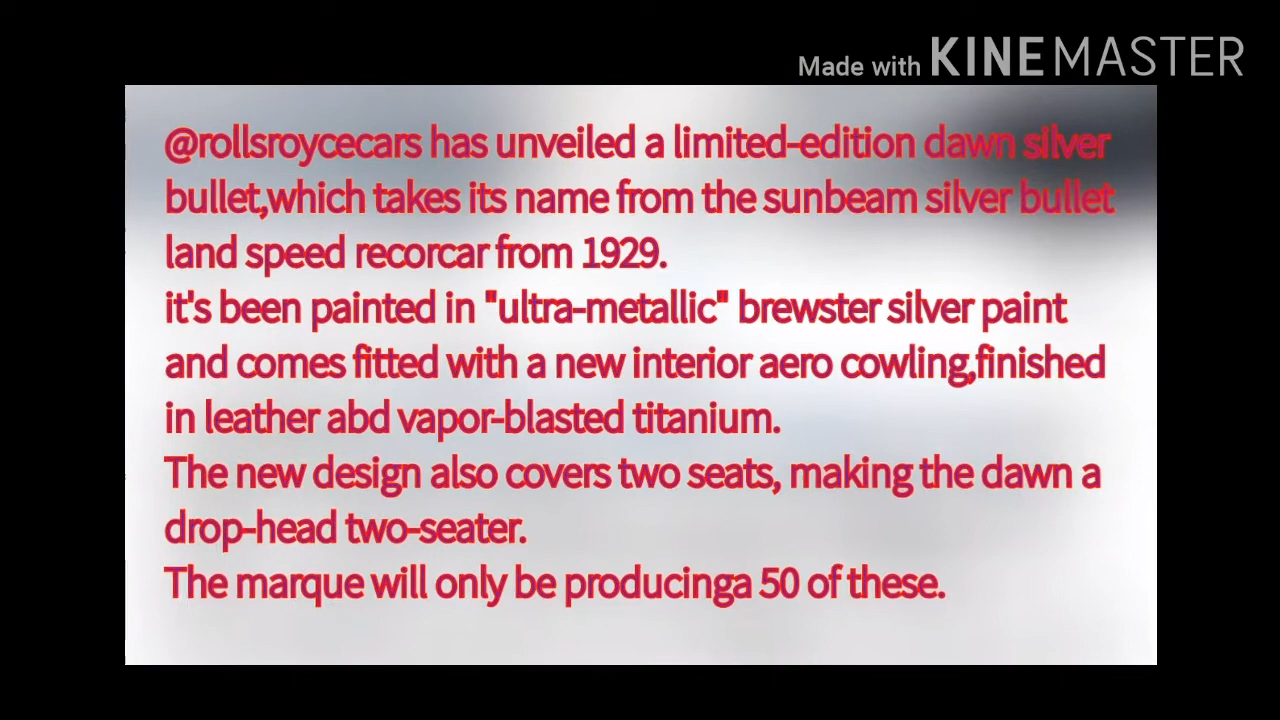 Made with KINEMASTER
@rollsroycecars has unveiled a limited-edition dawn silver
bullet,which takes its name from the sunbeam silver bullet
land speed recorcar from 1929.
it's been painted in "ultra-metallic" brewster silver paint
and comes fitted with a new interior aero cowling,finished
in leather abd vapor-blasted titanium.
The new design also covers two seats, making the dawn a
drop-head two-seater.
The marque will only be producinga 50 of these.